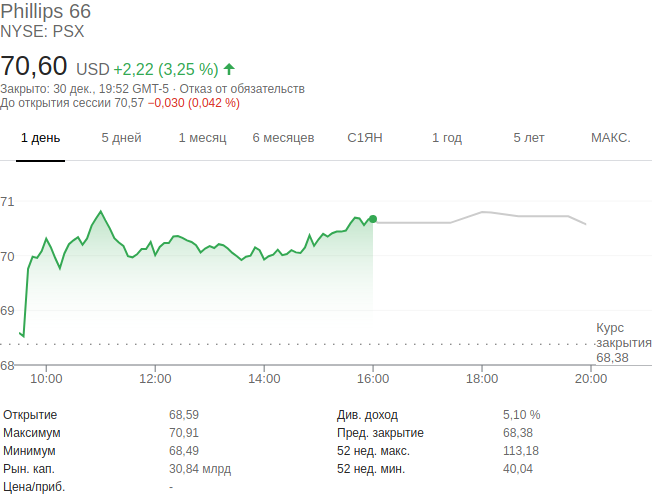 Phillips 66
NYSE: PSX
70,60 USD +2,22 (3,25 %)
Закрыто: 30 дек., 19:52 GMT-5 · Отказ от обязательств
До открытия сессии 70,57 −0,030 (0,042 %)
1 день 5 дней 1 месяц 6 месяцев С1ЯН 1 год 5 лет МАКС.
71
70
69
Курс
закрытия
68,38
68
10:00 12:00 14:00 16:00 18:00 20:00
Открытие 68,59 Див. доход 5,10 %
Максимум 70,91 Пред. закрытие 68,38
Минимум 68,49 52 нед. макс. 113,18
Рын. кап. 30,84 млрд 52 нед. мин. 40,04
Цена/приб. -